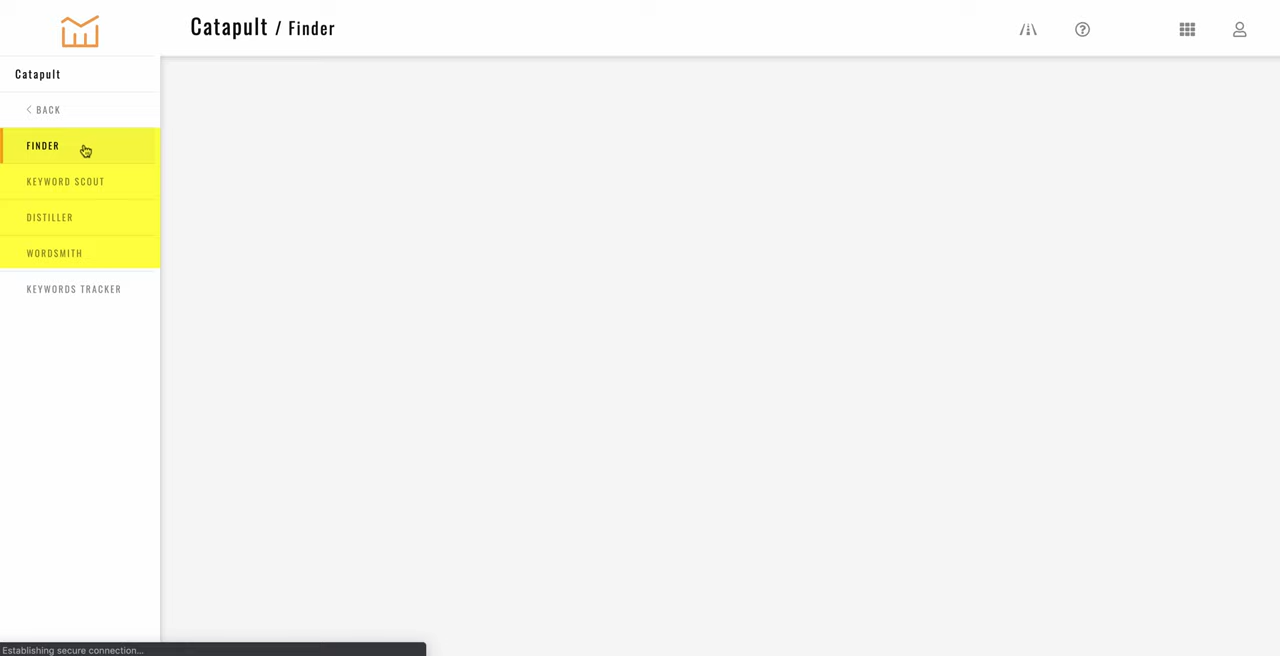 Catapult / Finder
Catapult
BACK
FINDER
KEYWORD SCOUT
DISTILLER
WORDSMITH
KEYWORDS TRACKER
Establishing secure connection...